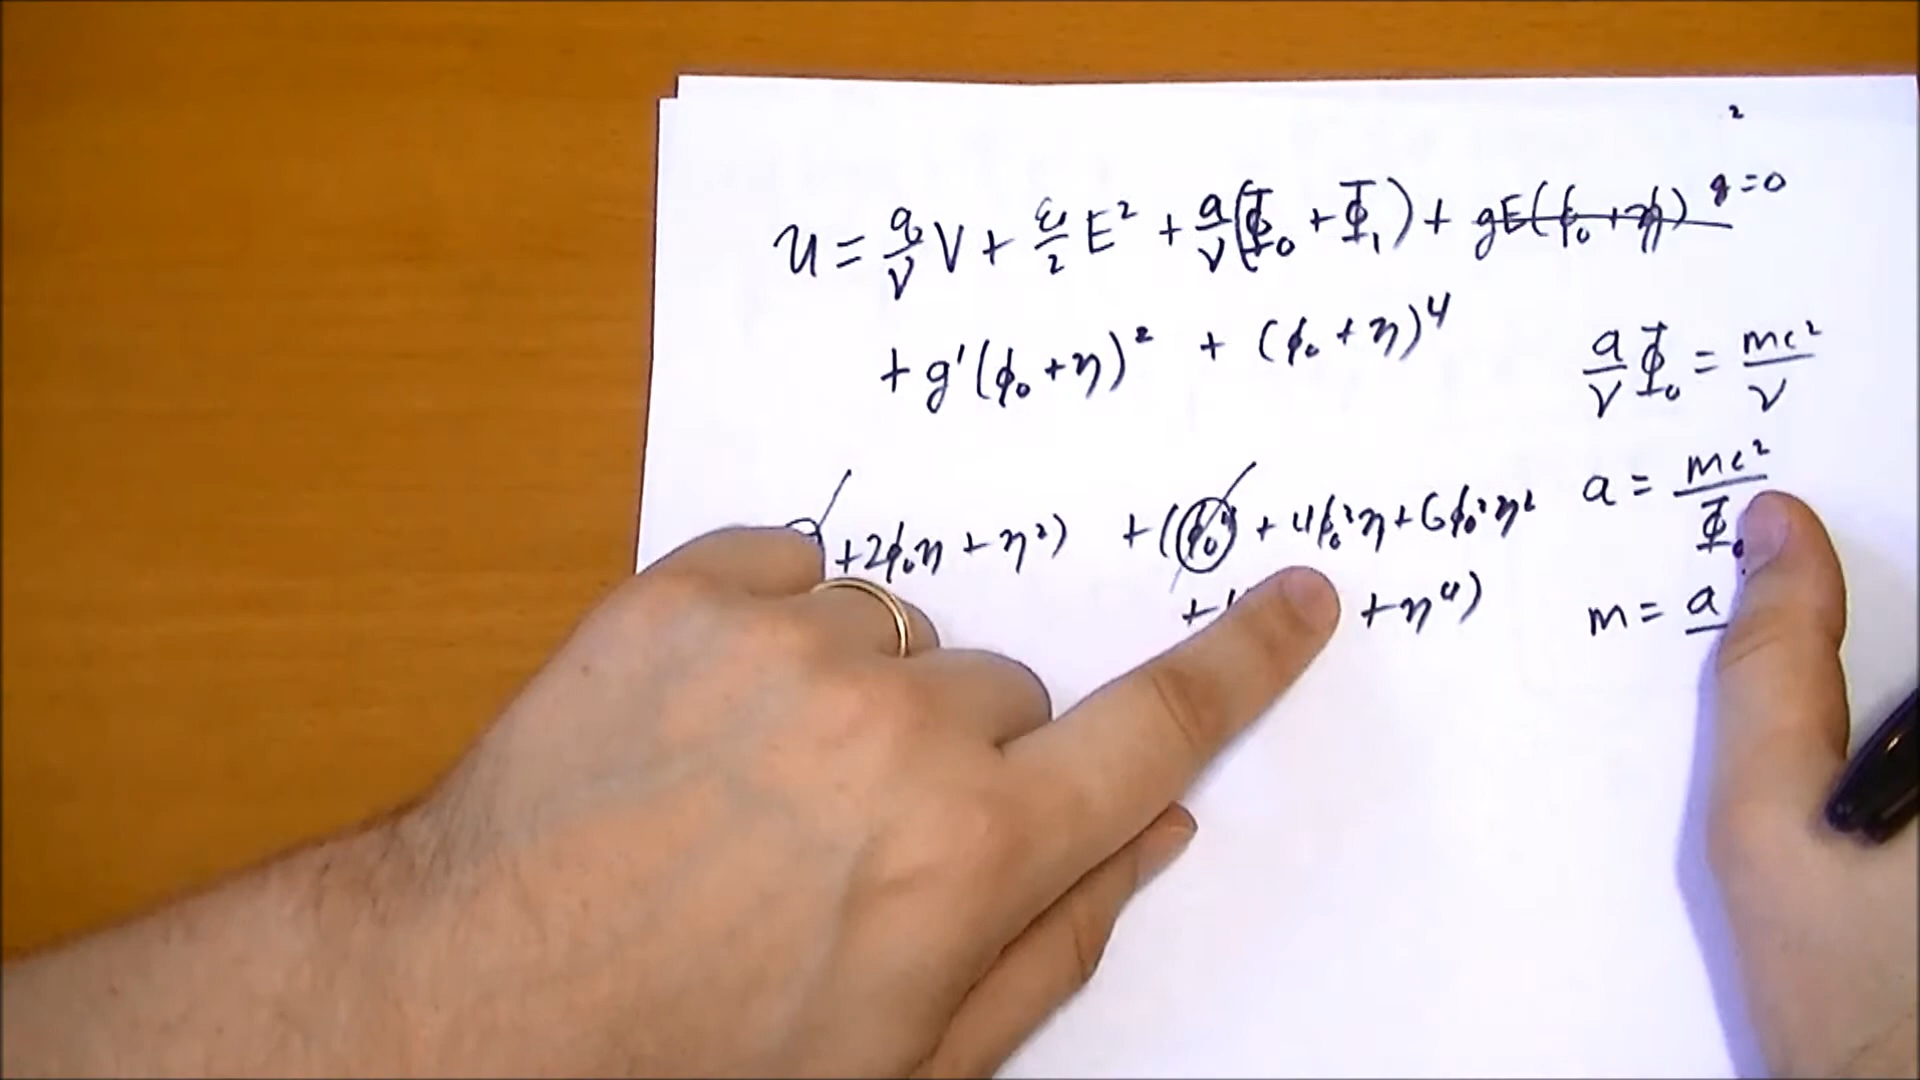 2
U = q/V V + ε/2 E² + a/V (Φ₀ + Φ₁) + gE(ϕ₀ + η) g = 0
+ g'(ϕ₀ + η)² + (ϕ₀ + η)⁴
a/V Φ₀ = mc²/V
+ 2ϕ₀η + η²) + (ϕ₀⁴ + 4ϕ₀³η + 6ϕ₀²η²
a = mc²/Φ₀
+ η⁴)
m = a